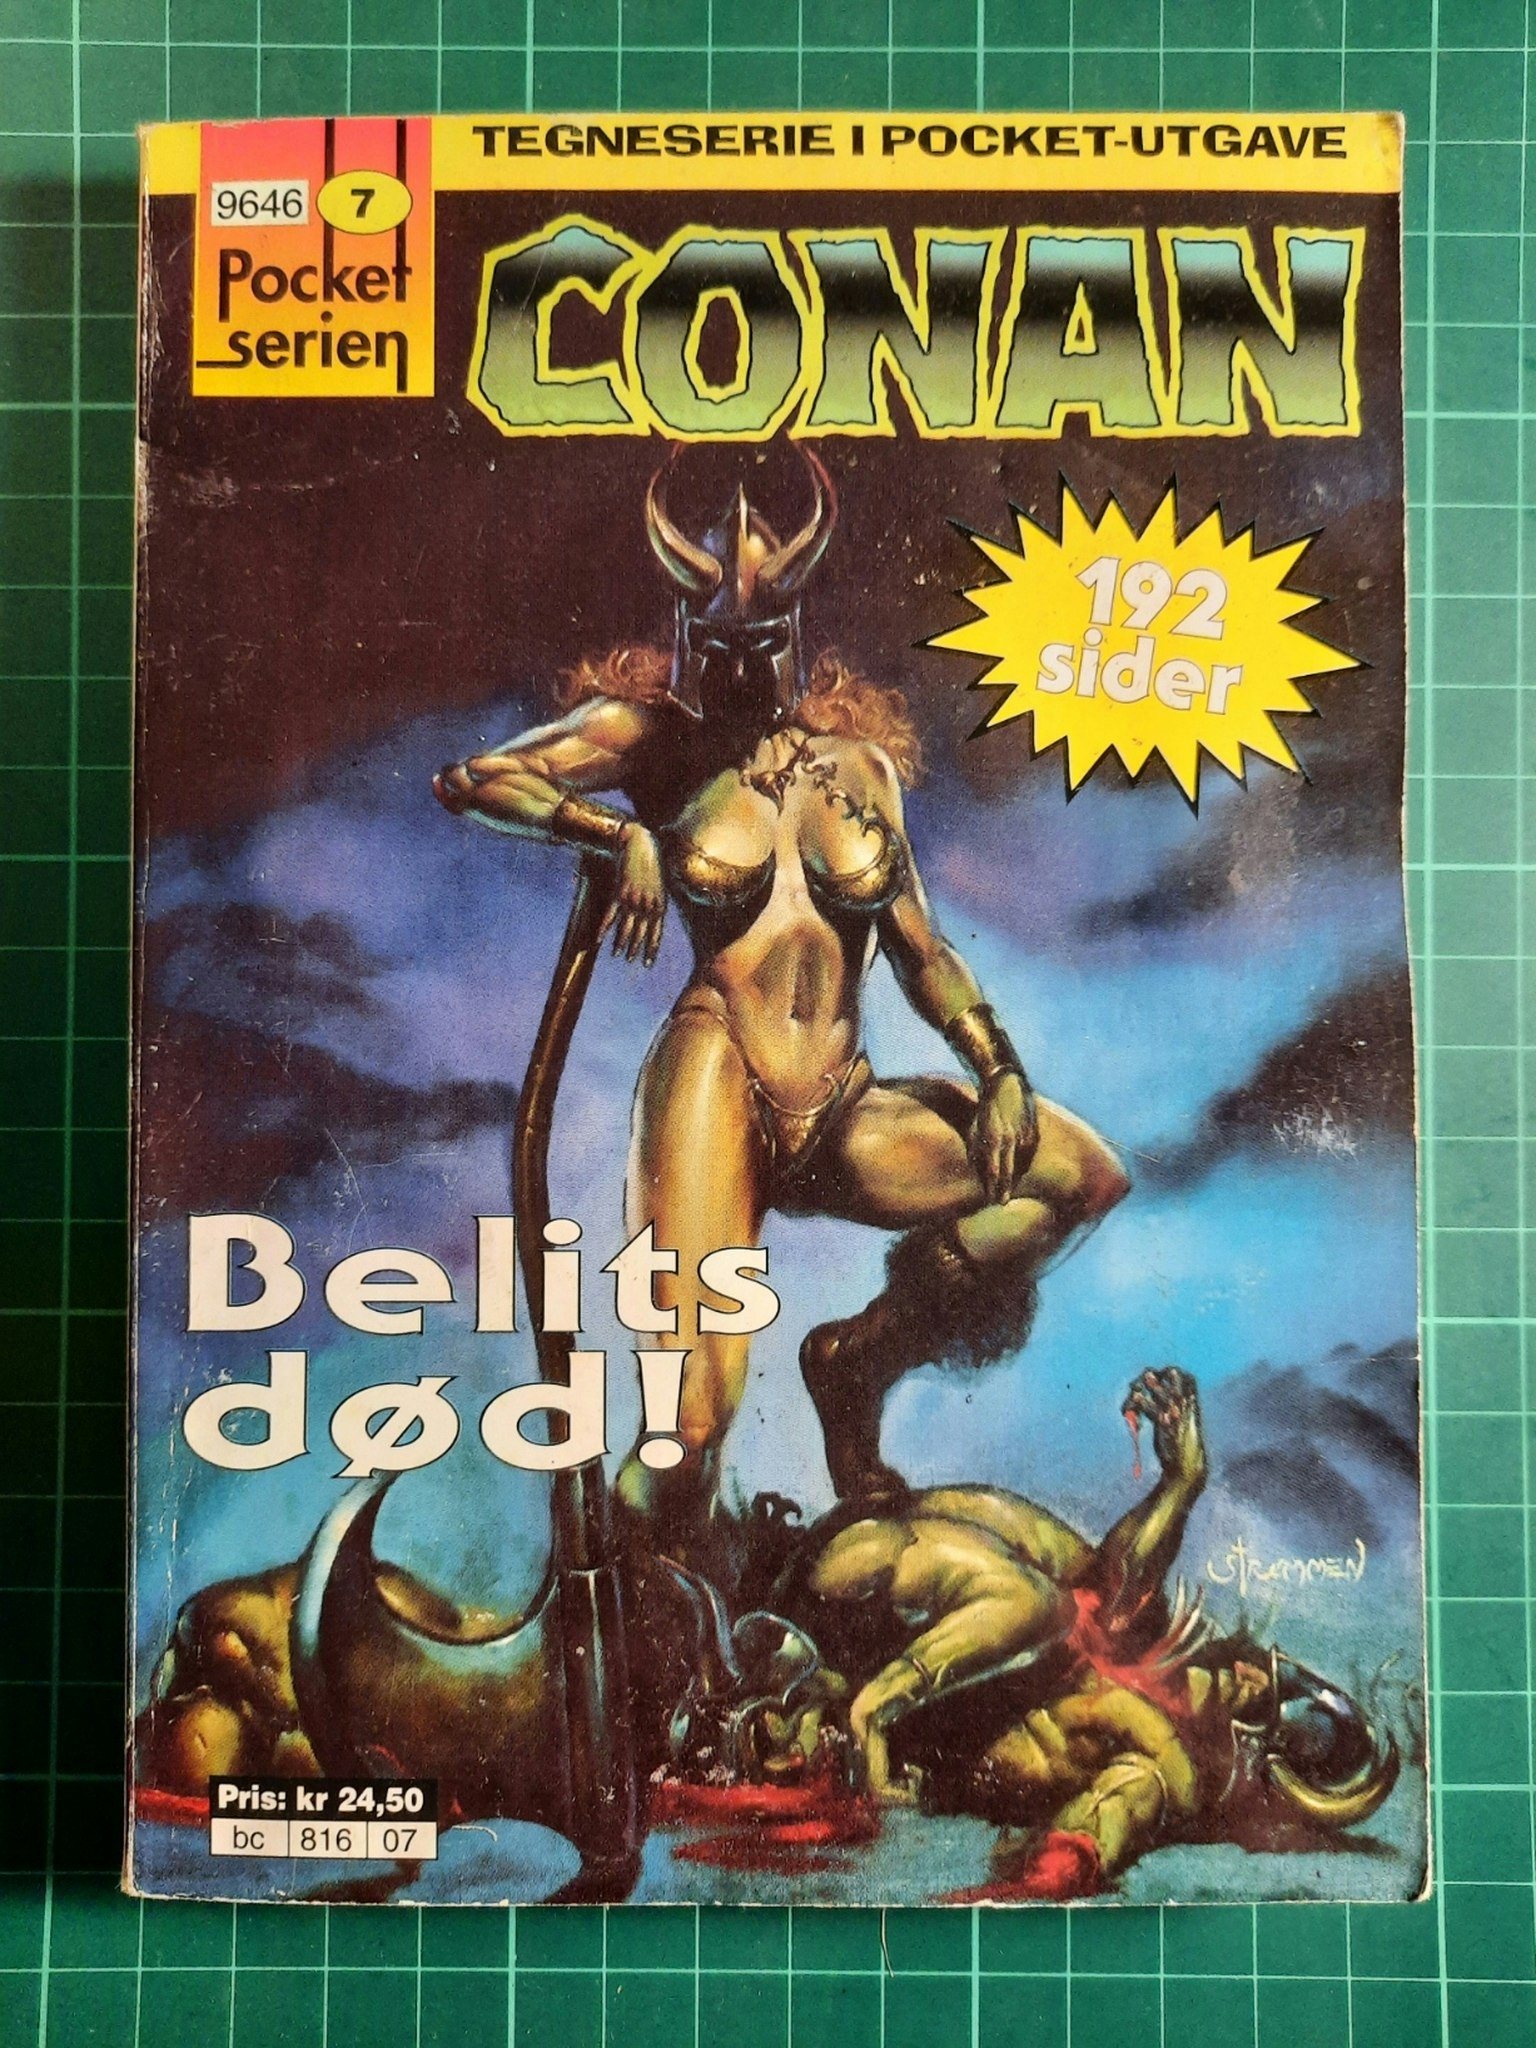 TEGNESERIE I POCKET-UTGAVE
9646
7
Pocket
serien
CONAN
192
sider
Belits
død!
STRAMMEN
Pris: kr 24,50
bc 816 07